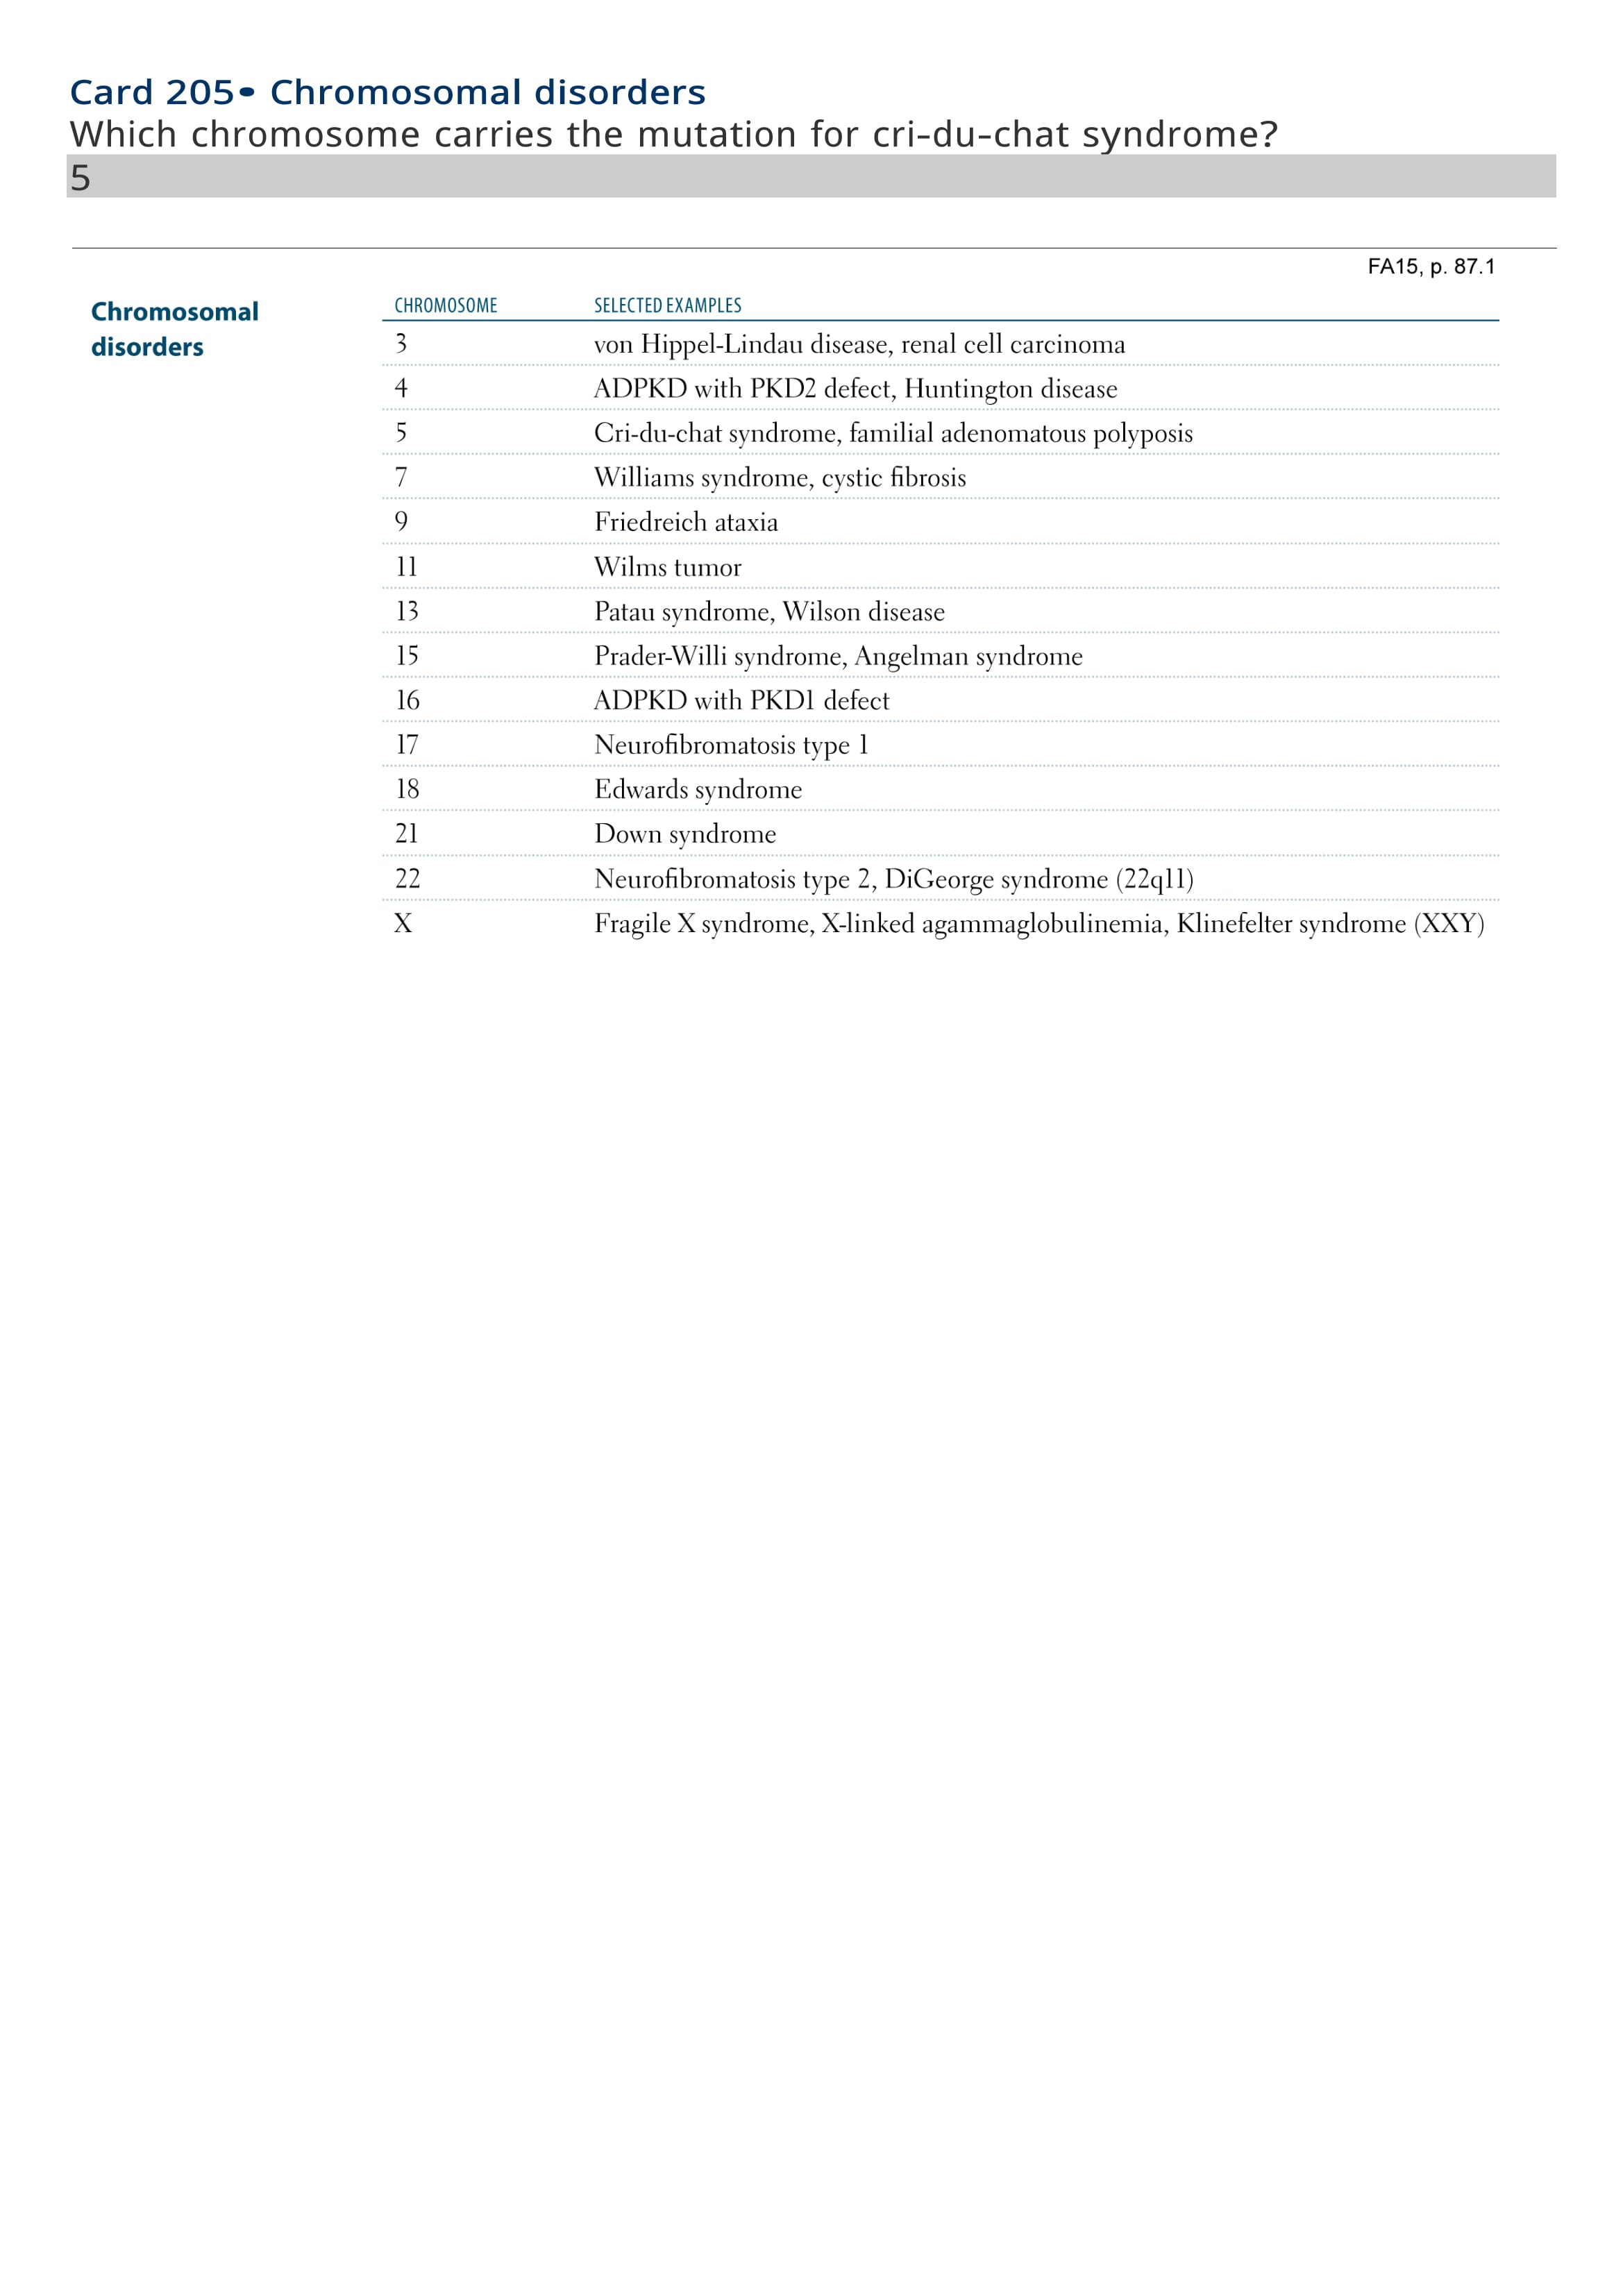 Card 205• Chromosomal disorders
Which chromosome carries the mutation for cri-du-chat syndrome?
5
FA15, p. 87.1
Chromosomal
disorders
CHROMOSOME SELECTED EXAMPLES
3 von Hippel-Lindau disease, renal cell carcinoma
4 ADPKD with PKD2 defect, Huntington disease
5 Cri-du-chat syndrome, familial adenomatous polyposis
7 Williams syndrome, cystic fibrosis
9 Friedreich ataxia
11 Wilms tumor
13 Patau syndrome, Wilson disease
15 Prader-Willi syndrome, Angelman syndrome
16 ADPKD with PKD1 defect
17 Neurofibromatosis type 1
18 Edwards syndrome
21 Down syndrome
22 Neurofibromatosis type 2, DiGeorge syndrome (22q11)
X Fragile X syndrome, X-linked agammaglobulinemia, Klinefelter syndrome (XXY)